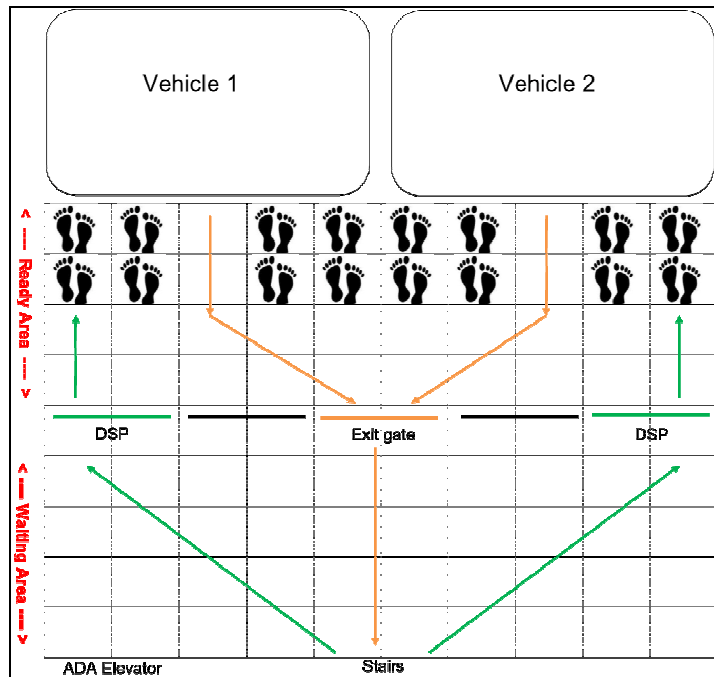 Vehicle 1
Vehicle 2
< ---- Ready Area ---- >
DSP
Exit gate
DSP
< ---- Waiting Area ---- >
ADA Elevator
Stairs